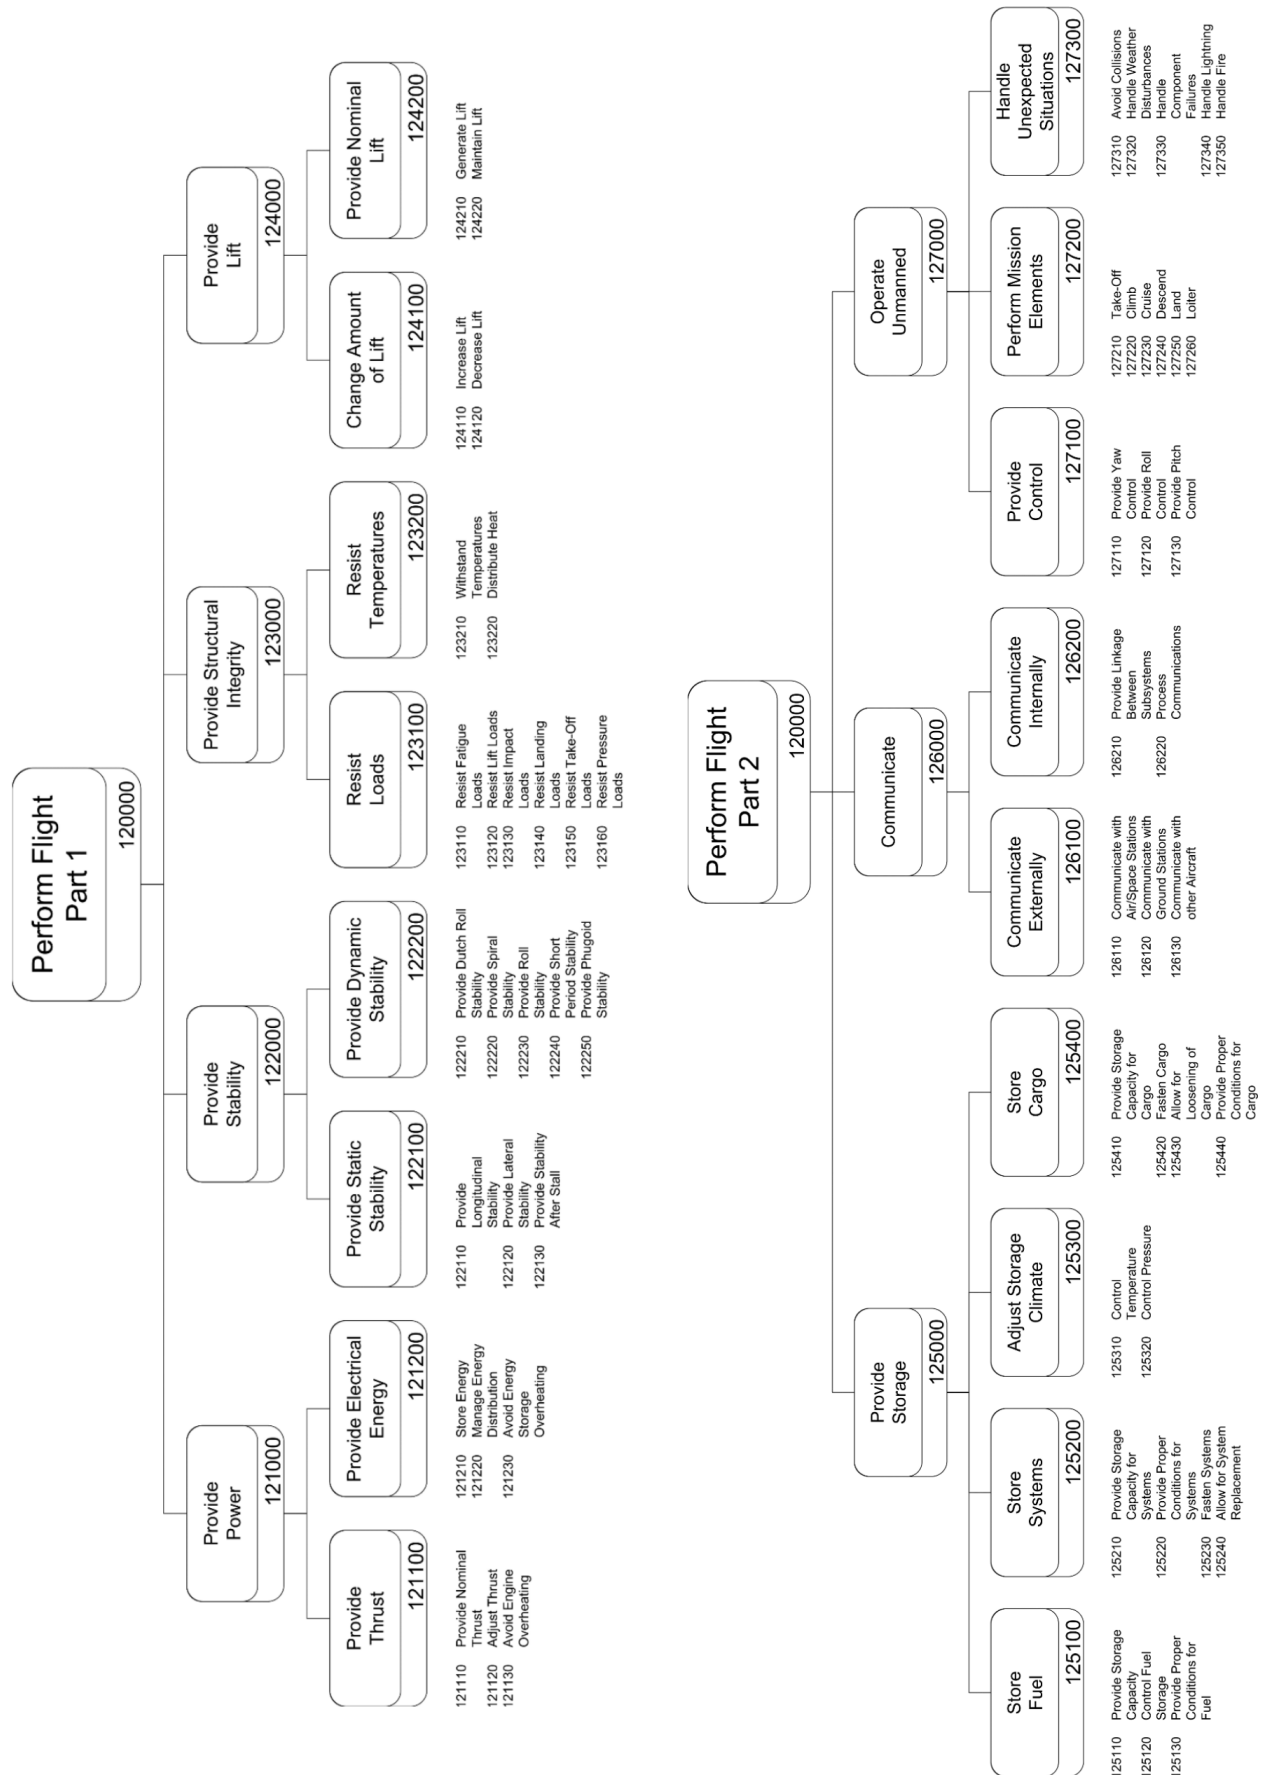 Perform Flight
Part 1
120000
Provide
Power
121000
Provide
Stability
122000
Provide Structural
Integrity
123000
Provide
Lift
124000
Provide
Thrust
121100
Provide Electrical
Energy
121200
Provide Static
Stability
122100
Provide Dynamic
Stability
122200
Resist
Loads
123100
Resist
Temperatures
123200
Change Amount
of Lift
124100
Provide Nominal
Lift
124200
121110 Provide Nominal
Thrust
121120 Adjust Thrust
121130 Avoid Engine
Overheating
121210 Store Energy
121220 Manage Energy
Distribution
121230 Avoid Energy
Storage
Overheating
122110 Provide
Longitudinal
Stability
122120 Provide Lateral
Stability
122130 Provide Stability
After Stall
122210 Provide Dutch Roll
Stability
122220 Provide Spiral
Stability
122230 Provide Roll
Stability
122240 Provide Short
Period Stability
122250 Provide Phugoid
Stability
123110 Resist Fatigue
Loads
123120 Resist Lift Loads
123130 Resist Impact
Loads
123140 Resist Landing
Loads
123150 Resist Take-Off
Loads
123160 Resist Pressure
Loads
123210 Withstand
Temperatures
123220 Distribute Heat
124110 Increase Lift
124120 Decrease Lift
124210 Generate Lift
124220 Maintain Lift
Perform Flight
Part 2
120000
Provide
Storage
125000
Communicate
126000
Operate
Unmanned
127000
Store
Fuel
125100
Store
Systems
125200
Adjust Storage
Climate
125300
Store
Cargo
125400
Communicate
Externally
126100
Communicate
Internally
126200
Provide
Control
127100
Perform Mission
Elements
127200
Handle
Unexpected
Situations
127300
125110 Provide Storage
Capacity
125120 Control Fuel
Storage
125130 Provide Proper
Conditions for
Fuel
125210 Provide Storage
Capacity for
Systems
125220 Provide Proper
Conditions for
Systems
125230 Fasten Systems
125240 Allow for System
Replacement
125310 Control
Temperature
125320 Control Pressure
125410 Provide Storage
Capacity for
Cargo
125420 Fasten Cargo
125430 Allow for
Loosening of
Cargo
125440 Provide Proper
Conditions for
Cargo
126110 Communicate with
Air/Space Stations
126120 Communicate with
Ground Stations
126130 Communicate with
other Aircraft
126210 Provide Linkage
Between
Subsystems
126220 Process
Communications
127110 Provide Yaw
Control
127120 Provide Roll
Control
127130 Provide Pitch
Control
127210 Take-Off
127220 Climb
127230 Cruise
127240 Descend
127250 Land
127260 Loiter
127310 Avoid Collisions
127320 Handle Weather
Disturbances
127330 Handle
Component
Failures
127340 Handle Lightning
127350 Handle Fire